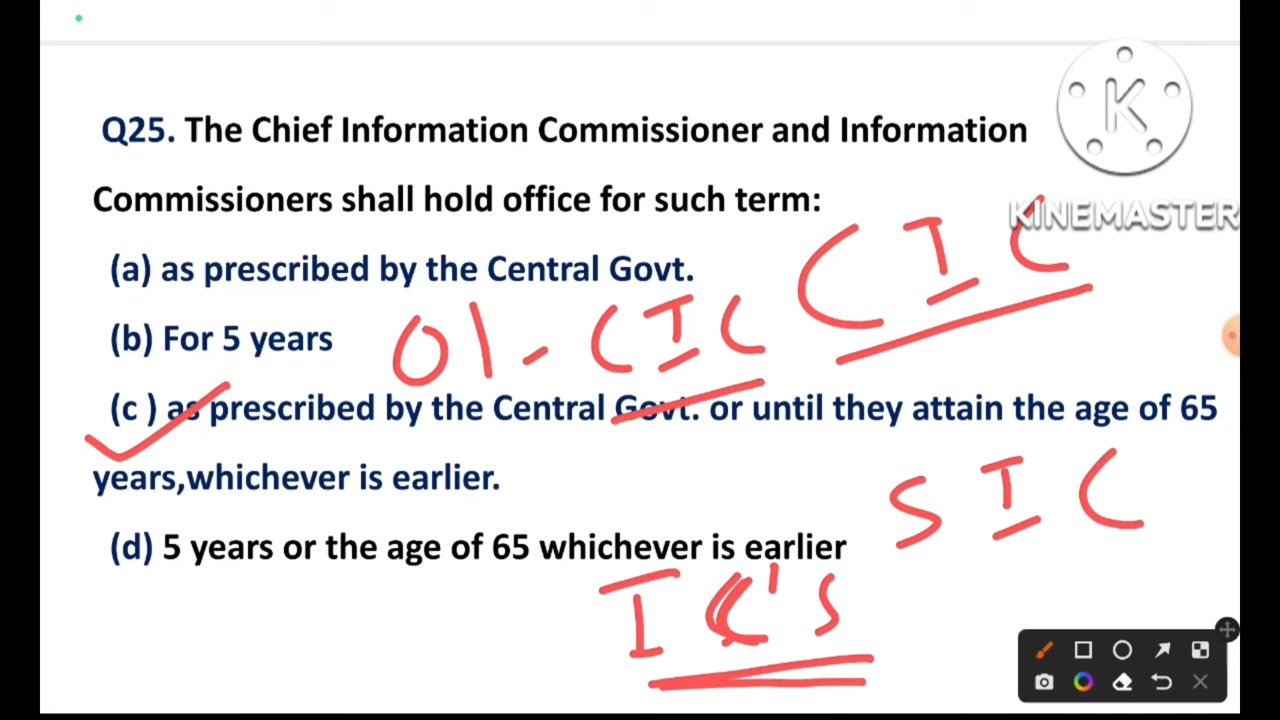 Q25. The Chief Information Commissioner and Information
Commissioners shall hold office for such term:
(a) as prescribed by the Central Govt.
(b) For 5 years
(c ) as prescribed by the Central Govt. or until they attain the age of 65
years,whichever is earlier.
(d) 5 years or the age of 65 whichever is earlier
K
KINEMASTER
CIC
01- CIC
SIC
IC's